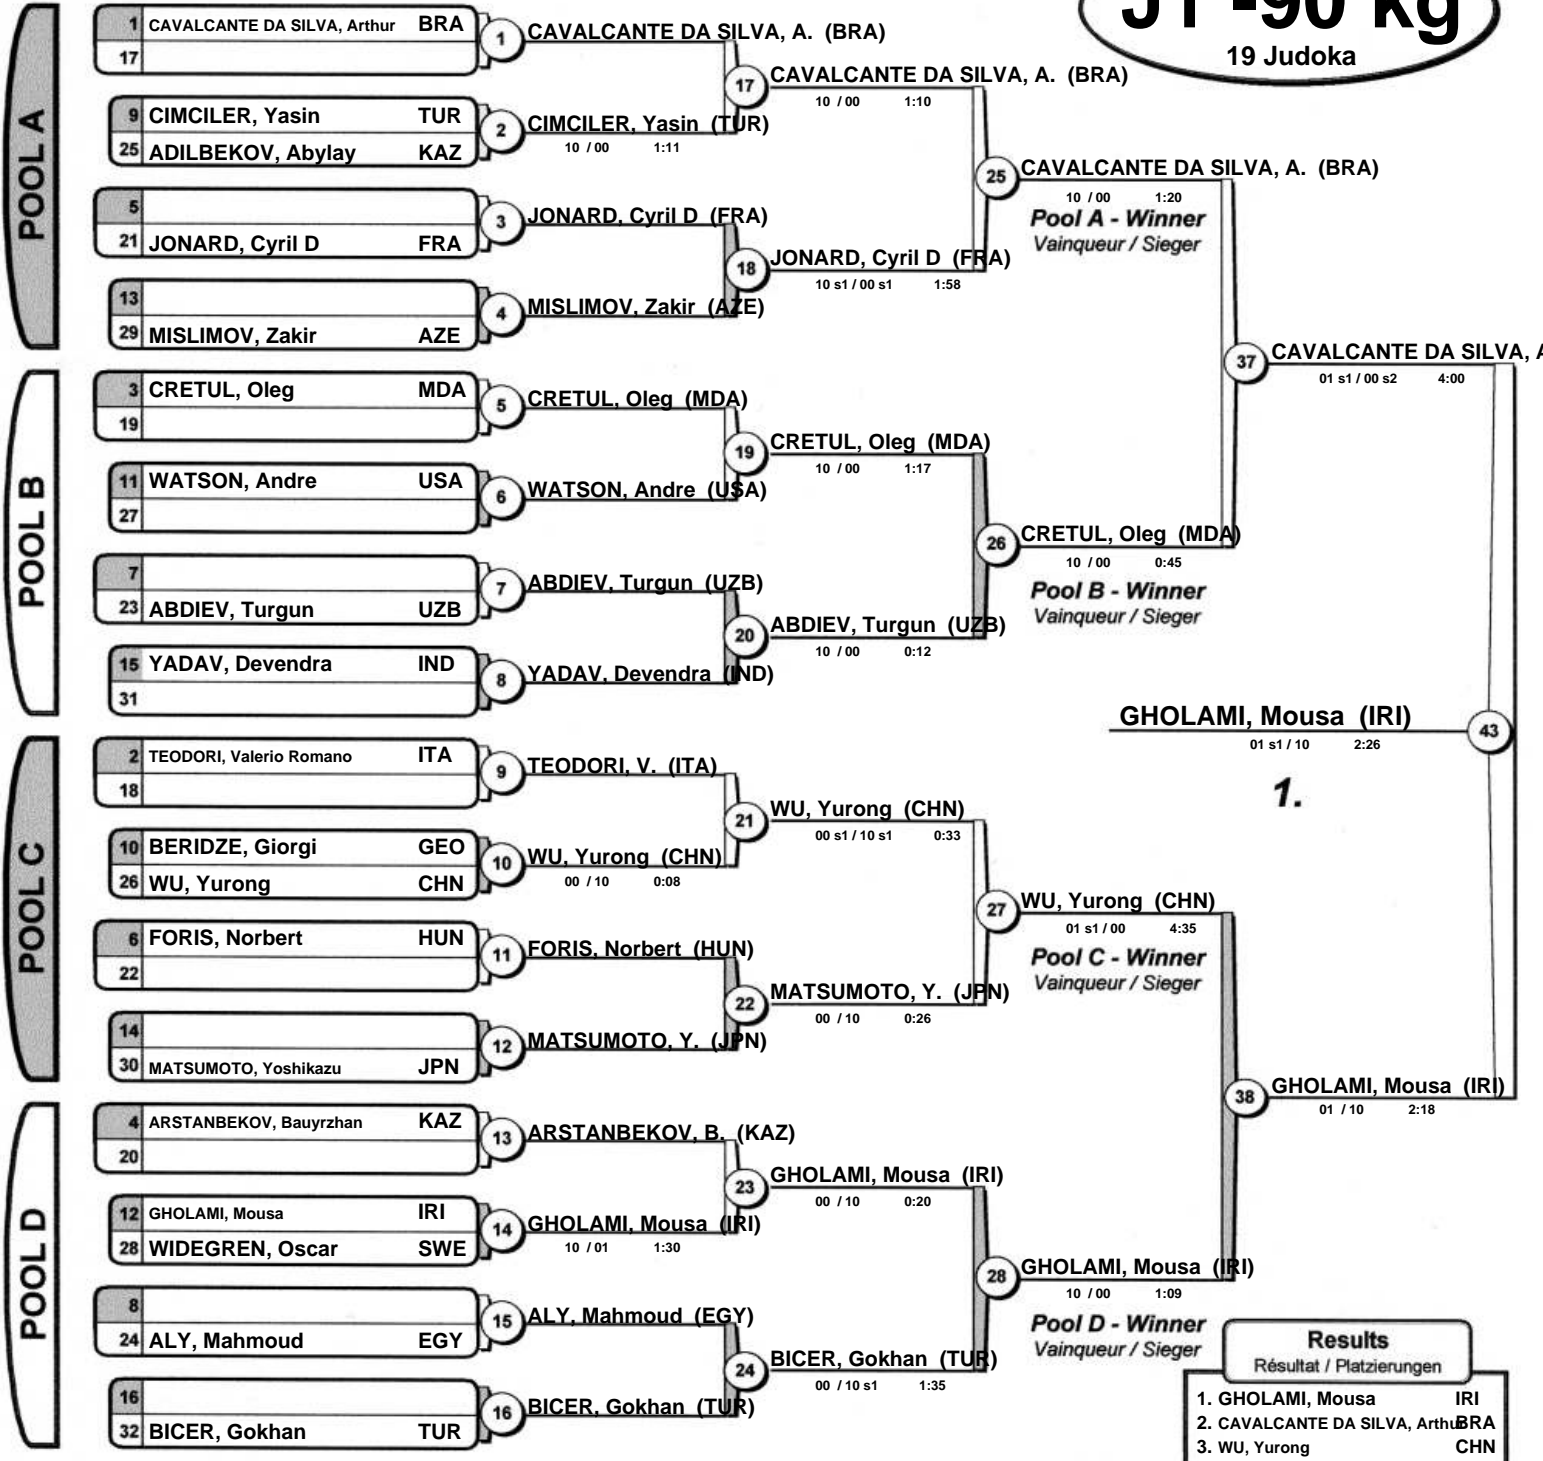 J1 -90 kg
19 Judoka
POOL A
1 CAVALCANTE DA SILVA, Arthur BRA
17
1 CAVALCANTE DA SILVA, A. (BRA)
9 CIMCILER, Yasin TUR
25 ADILBEKOV, Abylay KAZ
2 CIMCILER, Yasin (TUR)
10 / 00 1:11
17 CAVALCANTE DA SILVA, A. (BRA)
10 / 00 1:10
5
21 JONARD, Cyril D FRA
3 JONARD, Cyril D (FRA)
13
29 MISLIMOV, Zakir AZE
4 MISLIMOV, Zakir (AZE)
18 JONARD, Cyril D (FRA)
10 s1 / 00 s1 1:58
25 CAVALCANTE DA SILVA, A. (BRA)
10 / 00 1:20
Pool A - Winner
Vainqueur / Sieger
POOL B
3 CRETUL, Oleg MDA
19
5 CRETUL, Oleg (MDA)
11 WATSON, Andre USA
27
6 WATSON, Andre (USA)
19 CRETUL, Oleg (MDA)
10 / 00 1:17
7
23 ABDIEV, Turgun UZB
7 ABDIEV, Turgun (UZB)
15 YADAV, Devendra IND
31
8 YADAV, Devendra (IND)
20 ABDIEV, Turgun (UZB)
10 / 00 0:12
26 CRETUL, Oleg (MDA)
10 / 00 0:45
Pool B - Winner
Vainqueur / Sieger
37 CAVALCANTE DA SILVA, A
01 s1 / 00 s2 4:00
POOL C
2 TEODORI, Valerio Romano ITA
18
9 TEODORI, V. (ITA)
10 BERIDZE, Giorgi GEO
26 WU, Yurong CHN
10 WU, Yurong (CHN)
00 / 10 0:08
21 WU, Yurong (CHN)
00 s1 / 10 s1 0:33
6 FORIS, Norbert HUN
22
11 FORIS, Norbert (HUN)
14
30 MATSUMOTO, Yoshikazu JPN
12 MATSUMOTO, Y. (JPN)
22 MATSUMOTO, Y. (JPN)
00 / 10 0:26
27 WU, Yurong (CHN)
01 s1 / 00 4:35
Pool C - Winner
Vainqueur / Sieger
POOL D
4 ARSTANBEKOV, Bauyrzhan KAZ
20
13 ARSTANBEKOV, B. (KAZ)
12 GHOLAMI, Mousa IRI
28 WIDEGREN, Oscar SWE
14 GHOLAMI, Mousa (IRI)
10 / 01 1:30
23 GHOLAMI, Mousa (IRI)
00 / 10 0:20
8
24 ALY, Mahmoud EGY
15 ALY, Mahmoud (EGY)
16
32 BICER, Gokhan TUR
16 BICER, Gokhan (TUR)
24 BICER, Gokhan (TUR)
00 / 10 s1 1:35
28 GHOLAMI, Mousa (IRI)
10 / 00 1:09
Pool D - Winner
Vainqueur / Sieger
38 GHOLAMI, Mousa (IRI)
01 / 10 2:18
GHOLAMI, Mousa (IRI) 43
01 s1 / 10 2:26
1.
Results
Résultat / Platzierungen
1. GHOLAMI, Mousa IRI
2. CAVALCANTE DA SILVA, Arthur BRA
3. WU, Yurong CHN